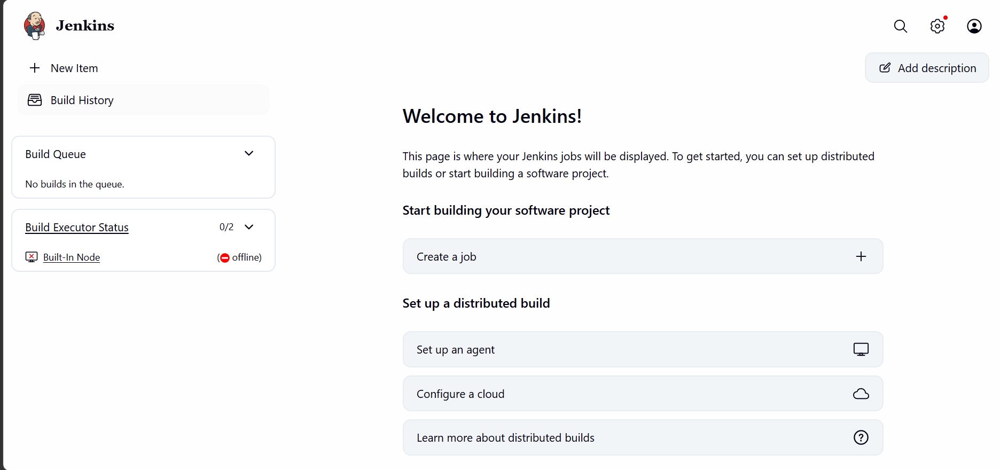 Jenkins
New Item
Add description
Build History
Build Queue
No builds in the queue.
Build Executor Status 0/2
Built-In Node (offline)
Welcome to Jenkins!
This page is where your Jenkins jobs will be displayed. To get started, you can set up distributed
builds or start building a software project.
Start building your software project
Create a job
Set up a distributed build
Set up an agent
Configure a cloud
Learn more about distributed builds